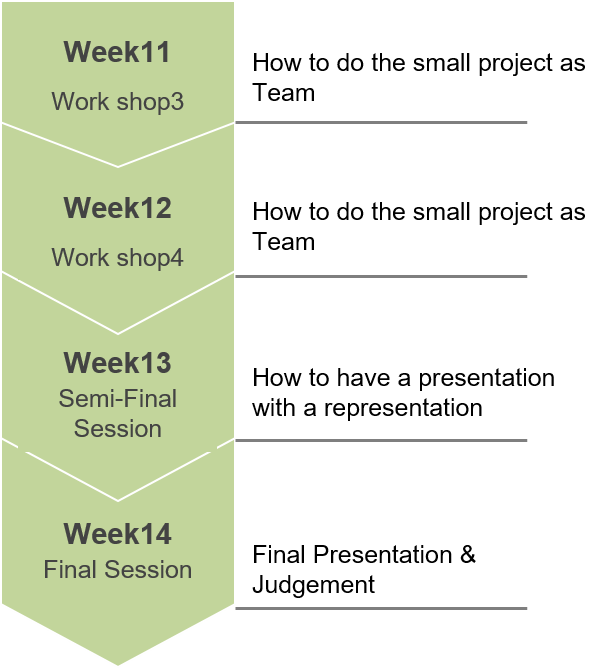 Week11
Work shop3
How to do the small project as
Team
Week12
Work shop4
How to do the small project as
Team
Week13
Semi-Final
Session
How to have a presentation
with a representation
Week14
Final Session
Final Presentation &
Judgement